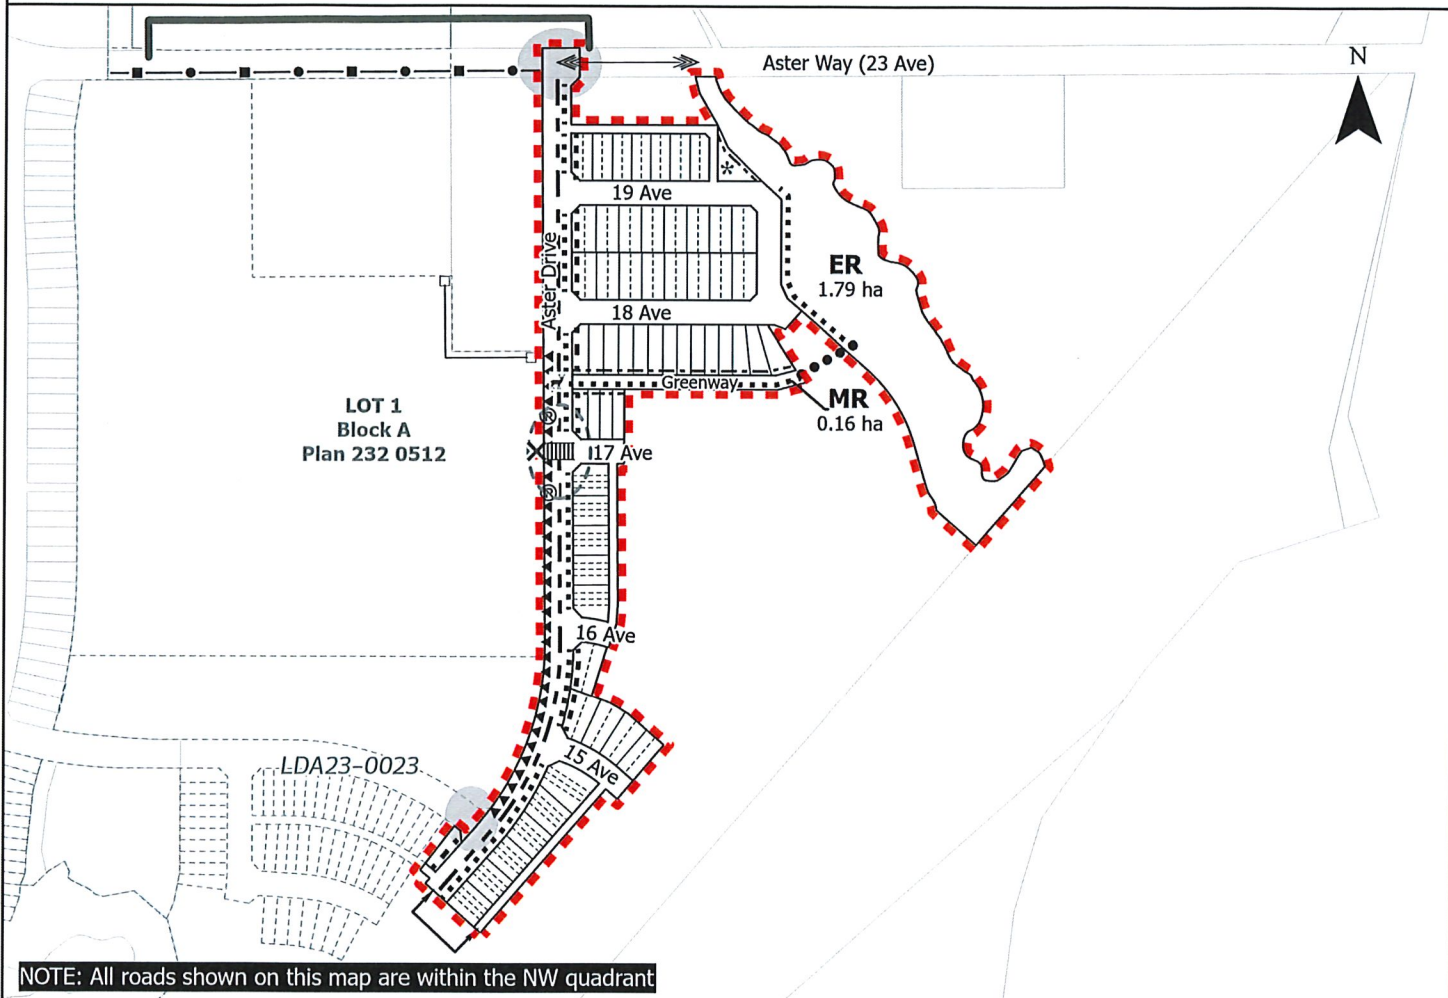 Aster Way (23 Ave)
N
19 Ave
Aster Drive
ER
1.79 ha
18 Ave
Greenway
MR
0.16 ha
LOT 1
Block A
Plan 232 0512
17 Ave
16 Ave
LDA23-0023
15 Ave
NOTE: All roads shown on this map are within the NW quadrant